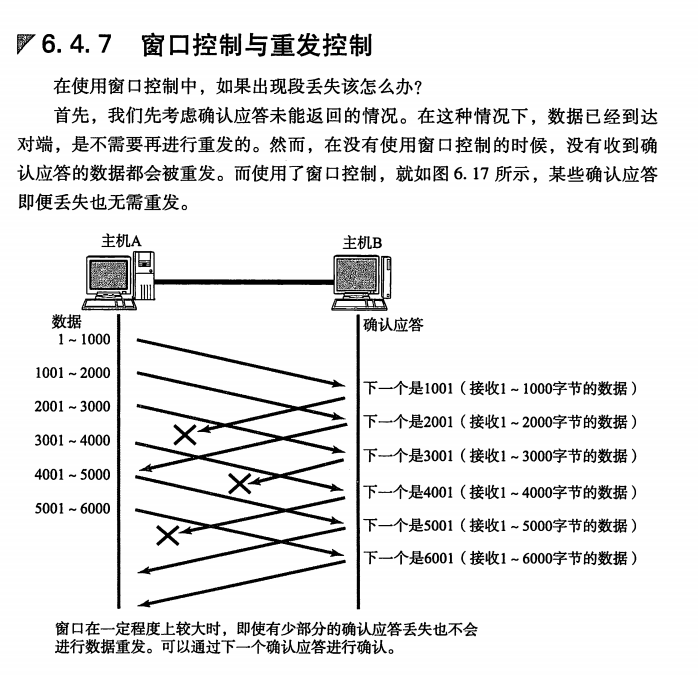 6.4.7 窗口控制与重发控制
在使用窗口控制中，如果出现段丢失该怎么办?
首先，我们先考虑确认应答未能返回的情况。在这种情况下，数据已经到达
对端，是不需要再进行重发的。然而，在没有使用窗口控制的时候，没有收到确
认应答的数据都会被重发。而使用了窗口控制，就如图 6.17 所示，某些确认应答
即便丢失也无需重发。
主机A
主机B
数据
确认应答
1~1000
1001~2000
下一个是1001（接收1~1000字节的数据）
2001~3000
下一个是2001（接收1~2000字节的数据）
3001~4000
下一个是3001（接收1~3000字节的数据）
4001~5000
下一个是4001（接收1~4000字节的数据）
5001~6000
下一个是5001（接收1~5000字节的数据）
下一个是6001（接收1~6000字节的数据）
窗口在一定程度上较大时，即使有少部分的确认应答丢失也不会
进行数据重发。可以通过下一个确认应答进行确认。